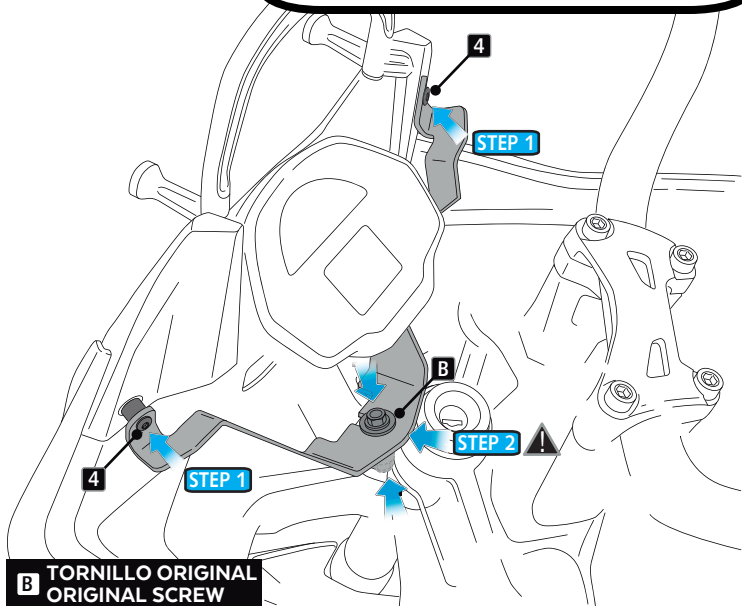 4
STEP 1
B
STEP 2
4
STEP 1
B TORNILLO ORIGINAL
ORIGINAL SCREW